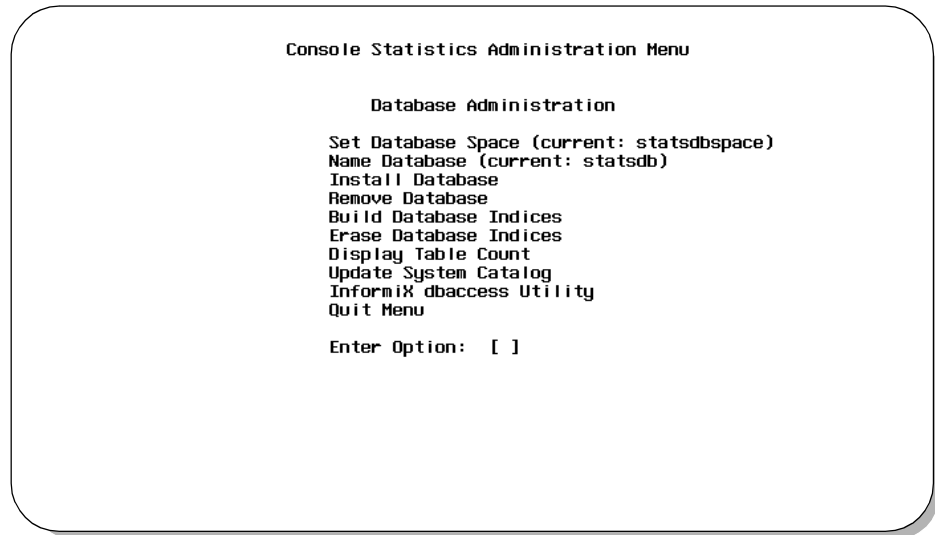 Console Statistics Administration Menu
Database Administration
Set Database Space (current: statsdbspace)
Name Database (current: statsdb)
Install Database
Remove Database
Build Database Indices
Erase Database Indices
Display Table Count
Update System Catalog
InformiX dbaccess Utility
Quit Menu
Enter Option: [ ]